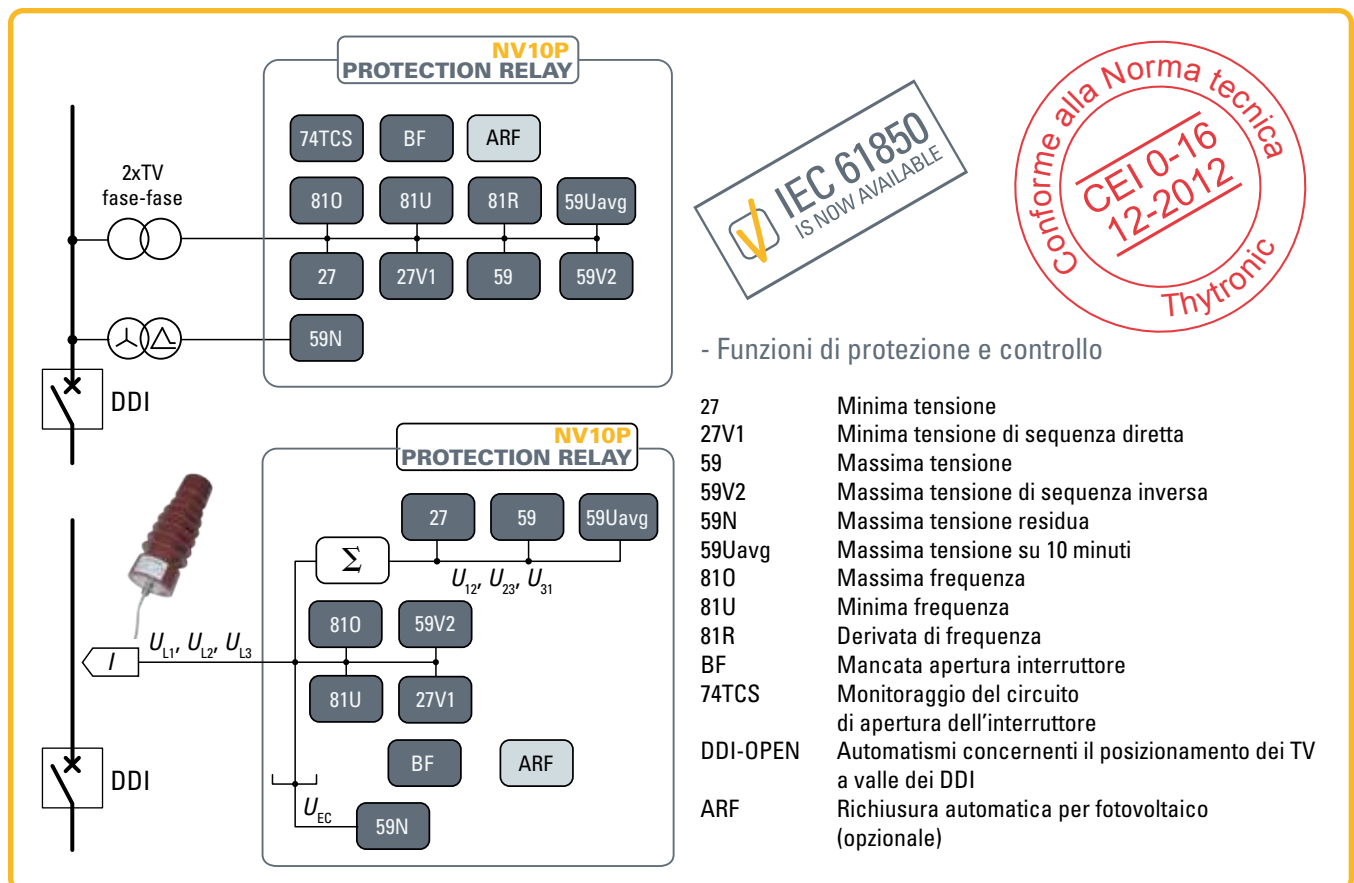 NV10P
PROTECTION RELAY
74TCS
BF
ARF
2xTV
fase-fase
81O
81U
81R
59Uavg
27
27V1
59
59V2
59N
DDI
NV10P
PROTECTION RELAY
27
59
59Uavg
Σ
U12, U23, U31
81O
59V2
UL1, UL2, UL3
I
81U
27V1
BF
ARF
DDI
UEC
59N
IEC 61850
IS NOW AVAILABLE
Conforme alla Norma tecnica
CEI 0-16
12-2012
Thytronic
- Funzioni di protezione e controllo
27 Minima tensione
27V1 Minima tensione di sequenza diretta
59 Massima tensione
59V2 Massima tensione di sequenza inversa
59N Massima tensione residua
59Uavg Massima tensione su 10 minuti
81O Massima frequenza
81U Minima frequenza
81R Derivata di frequenza
BF Mancata apertura interruttore
74TCS Monitoraggio del circuito
di apertura dell'interruttore
DDI-OPEN Automatismi concernenti il posizionamento dei TV
a valle dei DDI
ARF Richiusura automatica per fotovoltaico
(opzionale)